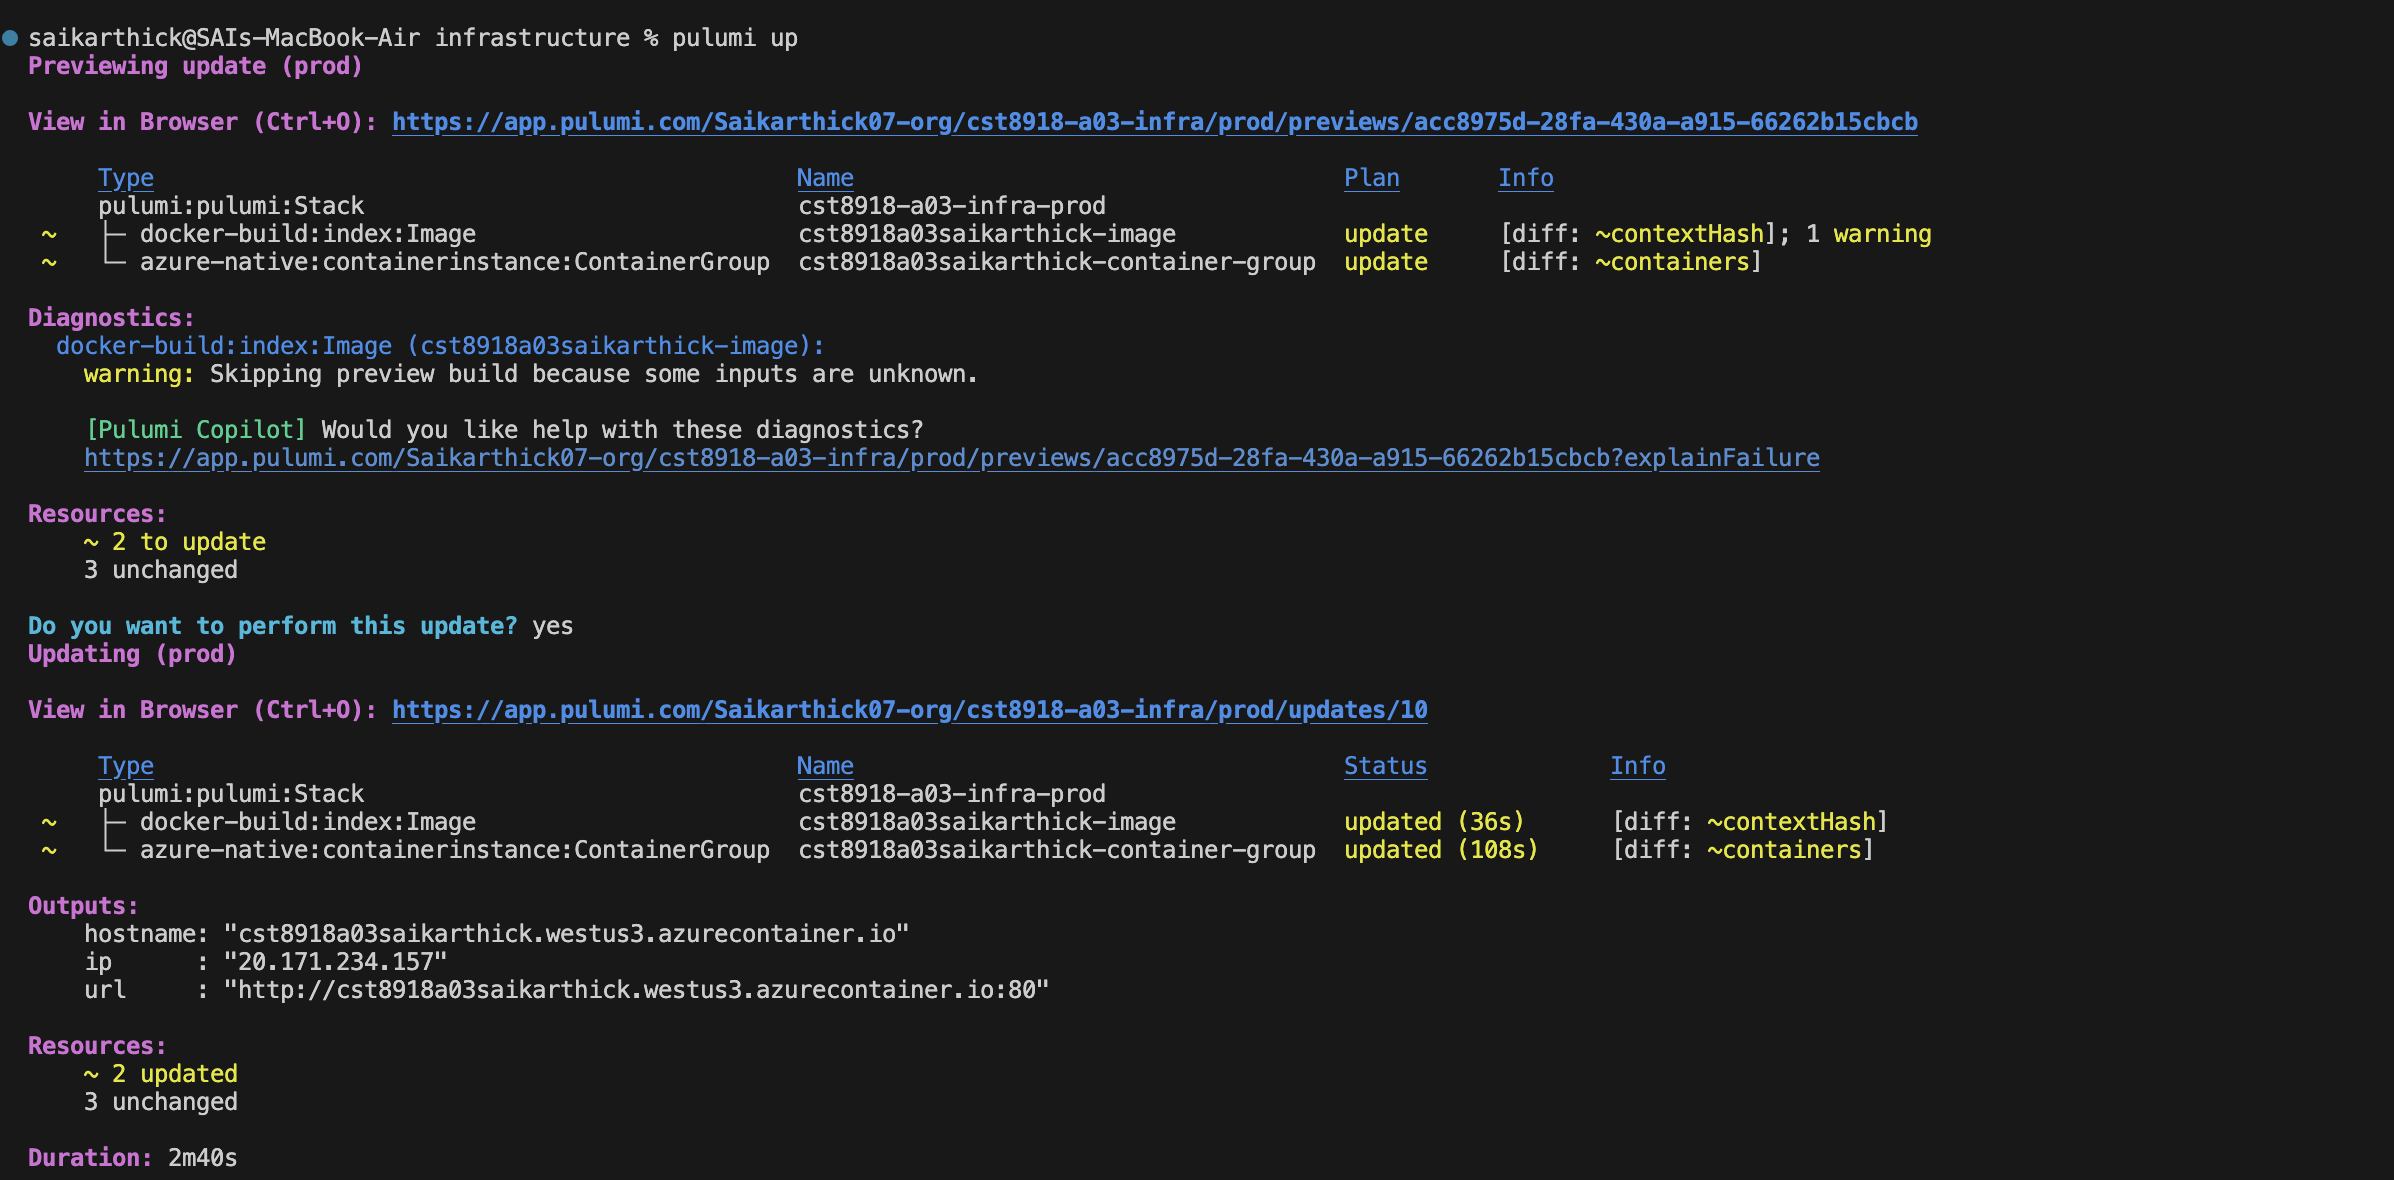 saikarthick@SAIs-MacBook-Air infrastructure % pulumi up
Previewing update (prod)
View in Browser (Ctrl+O): https://app.pulumi.com/Saikarthick07-org/cst8918-a03-infra/prod/previews/acc8975d-28fa-430a-a915-66262b15cbcb
Type Name Plan Info
pulumi:pulumi:Stack cst8918-a03-infra-prod
~ ├─ docker-build:index:Image cst8918a03saikarthick-image update [diff: ~contextHash]; 1 warning
~ └─ azure-native:containerinstance:ContainerGroup cst8918a03saikarthick-container-group update [diff: ~containers]
Diagnostics:
docker-build:index:Image (cst8918a03saikarthick-image):
warning: Skipping preview build because some inputs are unknown.
[Pulumi Copilot] Would you like help with these diagnostics?
https://app.pulumi.com/Saikarthick07-org/cst8918-a03-infra/prod/previews/acc8975d-28fa-430a-a915-66262b15cbcb?explainFailure
Resources:
~ 2 to update
3 unchanged
Do you want to perform this update? yes
Updating (prod)
View in Browser (Ctrl+O): https://app.pulumi.com/Saikarthick07-org/cst8918-a03-infra/prod/updates/10
Type Name Status Info
pulumi:pulumi:Stack cst8918-a03-infra-prod
~ ├─ docker-build:index:Image cst8918a03saikarthick-image updated (36s) [diff: ~contextHash]
~ └─ azure-native:containerinstance:ContainerGroup cst8918a03saikarthick-container-group updated (108s) [diff: ~containers]
Outputs:
hostname: "cst8918a03saikarthick.westus3.azurecontainer.io"
ip : "20.171.234.157"
url : "http://cst8918a03saikarthick.westus3.azurecontainer.io:80"
Resources:
~ 2 updated
3 unchanged
Duration: 2m40s